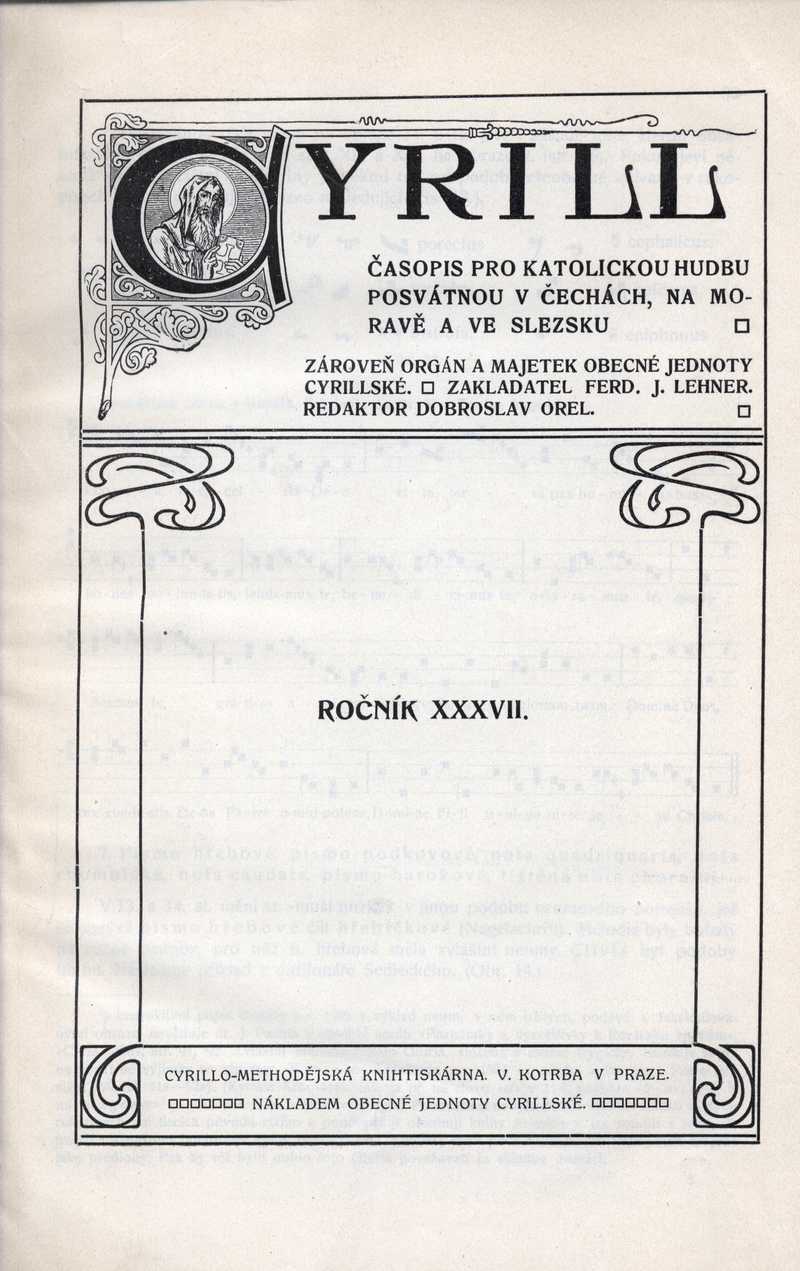 CYRILL
ČASOPIS PRO KATOLICKOU HUDBU
POSVÁTNOU V ČECHÁCH, NA MO-
RAVĚ A VE SLEZSKU □
ZÁROVEŇ ORGÁN A MAJETEK OBECNÉ JEDNOTY
CYRILLSKÉ. □ ZAKLADATEL FERD. J. LEHNER.
REDAKTOR DOBROSLAV OREL. □
ROČNÍK XXXVII.
CYRILLO-METHODĚJSKÁ KNIHTISKÁRNA. V. KOTRBA V PRAZE.
□□□□□□□ NÁKLADEM OBECNÉ JEDNOTY CYRILLSKÉ. □□□□□□□